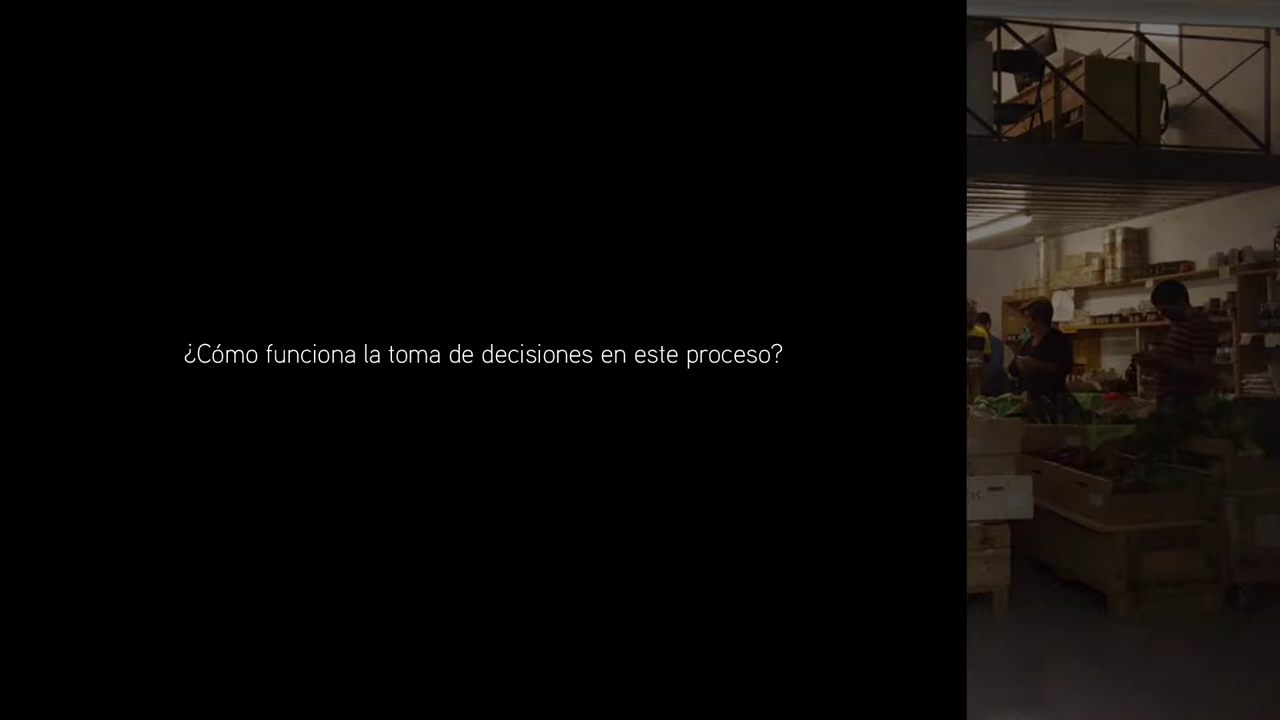 ¿Cómo funciona la toma de decisiones en este proceso?